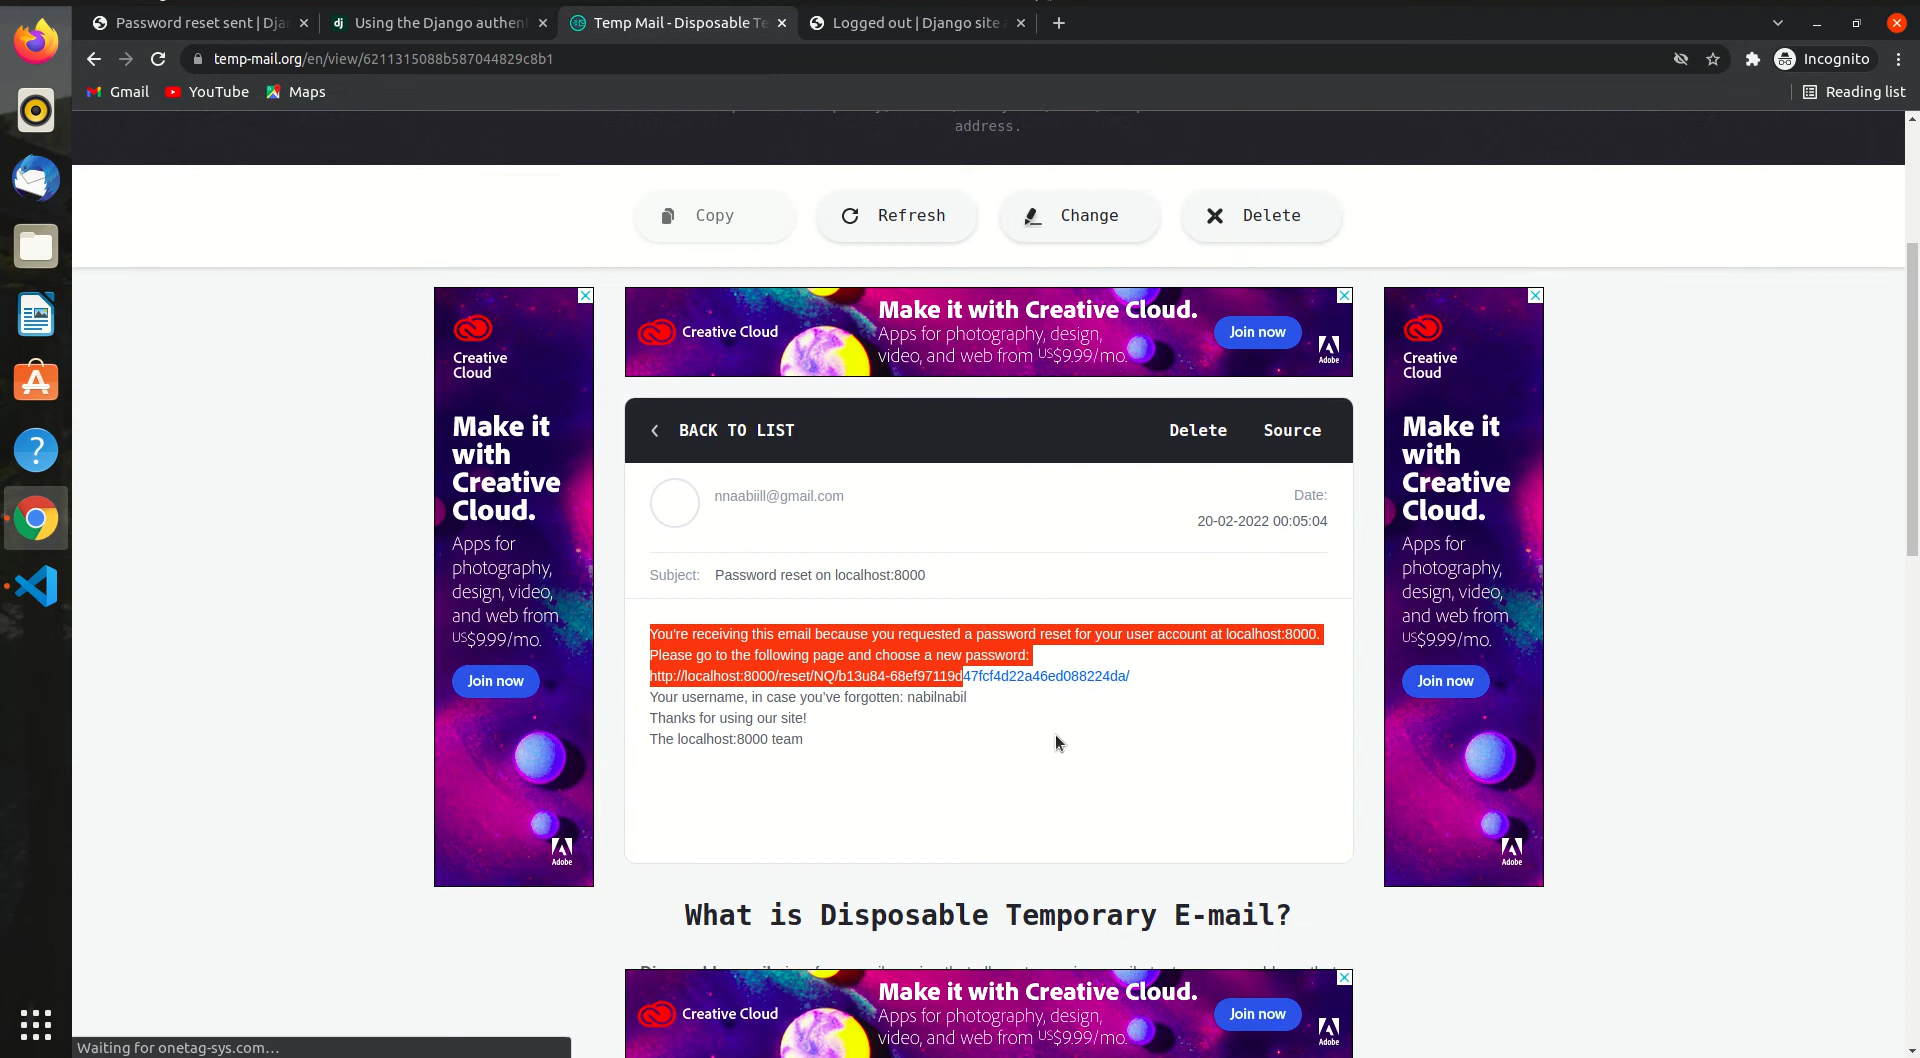 Password reset sent | Dja
Using the Django authen
Temp Mail - Disposable Te
Logged out | Django site
temp-mail.org/en/view/6211315088b587044829c8b1
Incognito
Gmail
YouTube
Maps
Reading list
address.
Copy
Refresh
Change
Delete
Creative Cloud
Make it with Creative Cloud.
Apps for photography, design, video, and web from US$9.99/mo.
Join now
Adobe
Creative Cloud
Make it with Creative Cloud.
Apps for photography, design,
video, and web from US$9.99/mo.
Join now
Adobe
Creative Cloud
Make it with Creative Cloud.
Apps for photography, design, video, and web from US$9.99/mo.
Join now
Adobe
BACK TO LIST
Delete
Source
nnaabiill@gmail.com
Date:
20-02-2022 00:05:04
Subject: Password reset on localhost:8000
You're receiving this email because you requested a password reset for your user account at localhost:8000.
Please go to the following page and choose a new password:
http://localhost:8000/reset/NQ/b13u84-68ef97119d47fcf4d22a46ed088224da/
Your username, in case you've forgotten: nabilnabil
Thanks for using our site!
The localhost:8000 team
What is Disposable Temporary E-mail?
Creative Cloud
Make it with Creative Cloud.
Apps for photography, design,
video, and web from US$9.99/mo.
Join now
Adobe
Waiting for onetag-sys.com...